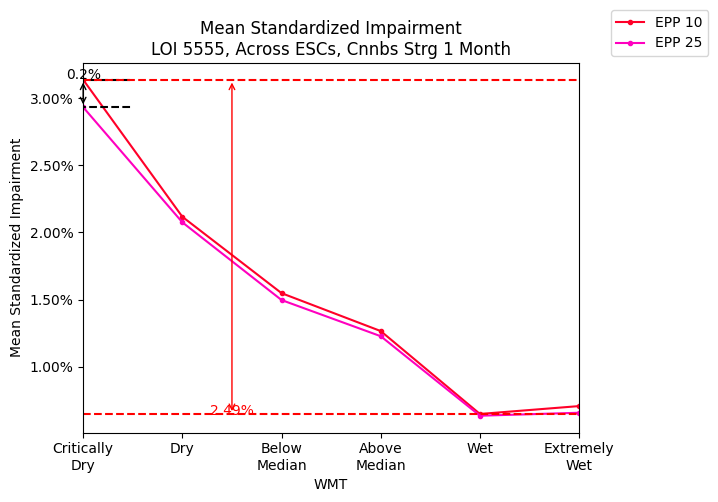 Mean Standardized Impairment
LOI 5555, Across ESCs, Cnnbs Strg 1 Month
EPP 10
EPP 25
0.2%
3.00%
2.50%
2.00%
1.50%
1.00%
Mean Standardized Impairment
2.49%
Critically
Dry
Dry
Below
Median
Above
Median
Wet
Extremely
Wet
WMT